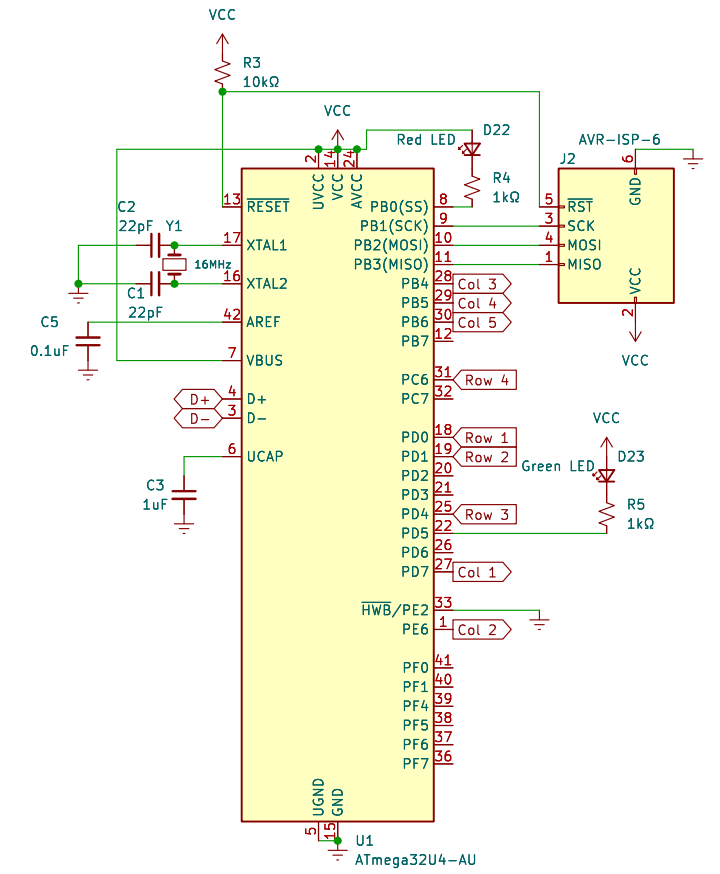 VCC
R3
10kΩ
VCC
Red LED
D22
R4
1kΩ
AVR-ISP-6
J2
6
GND
5
RST
3
SCK
4
MOSI
1
MISO
VCC
2
VCC
2
14
24
UVCC
VCC
AVCC
13
RESET
8
PB0(SS)
9
PB1(SCK)
10
PB2(MOSI)
11
PB3(MISO)
C2
22pF
Y1
17
XTAL1
16MHz
16
XTAL2
C1
22pF
28
PB4
Col 3
29
PB5
Col 4
30
PB6
Col 5
12
PB7
C5
0.1uF
42
AREF
7
VBUS
31
PC6
Row 4
32
PC7
D+
4
D+
D-
3
D-
18
PD0
Row 1
19
PD1
Row 2
20
PD2
21
PD3
25
PD4
Row 3
22
PD5
26
PD6
27
PD7
Col 1
6
UCAP
C3
1uF
VCC
D23
Green LED
R5
1kΩ
33
HWB/PE2
1
PE6
Col 2
41
PF0
40
PF1
39
PF4
38
PF5
37
PF6
36
PF7
UGND
GND
5
15
U1
ATmega32U4-AU